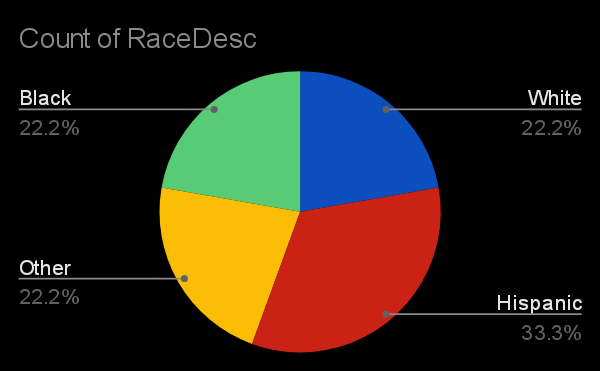 Count of RaceDesc
Black
22.2%
White
22.2%
Other
22.2%
Hispanic
33.3%